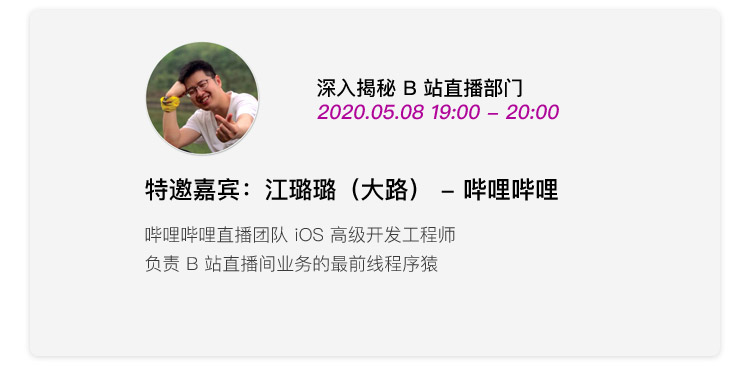 深入揭秘 B 站直播部门
2020.05.08 19:00 - 20:00
特邀嘉宾：江璐璐（大路） - 哔哩哔哩
哔哩哔哩直播团队 iOS 高级开发工程师
负责 B 站直播间业务的最前线程序猿